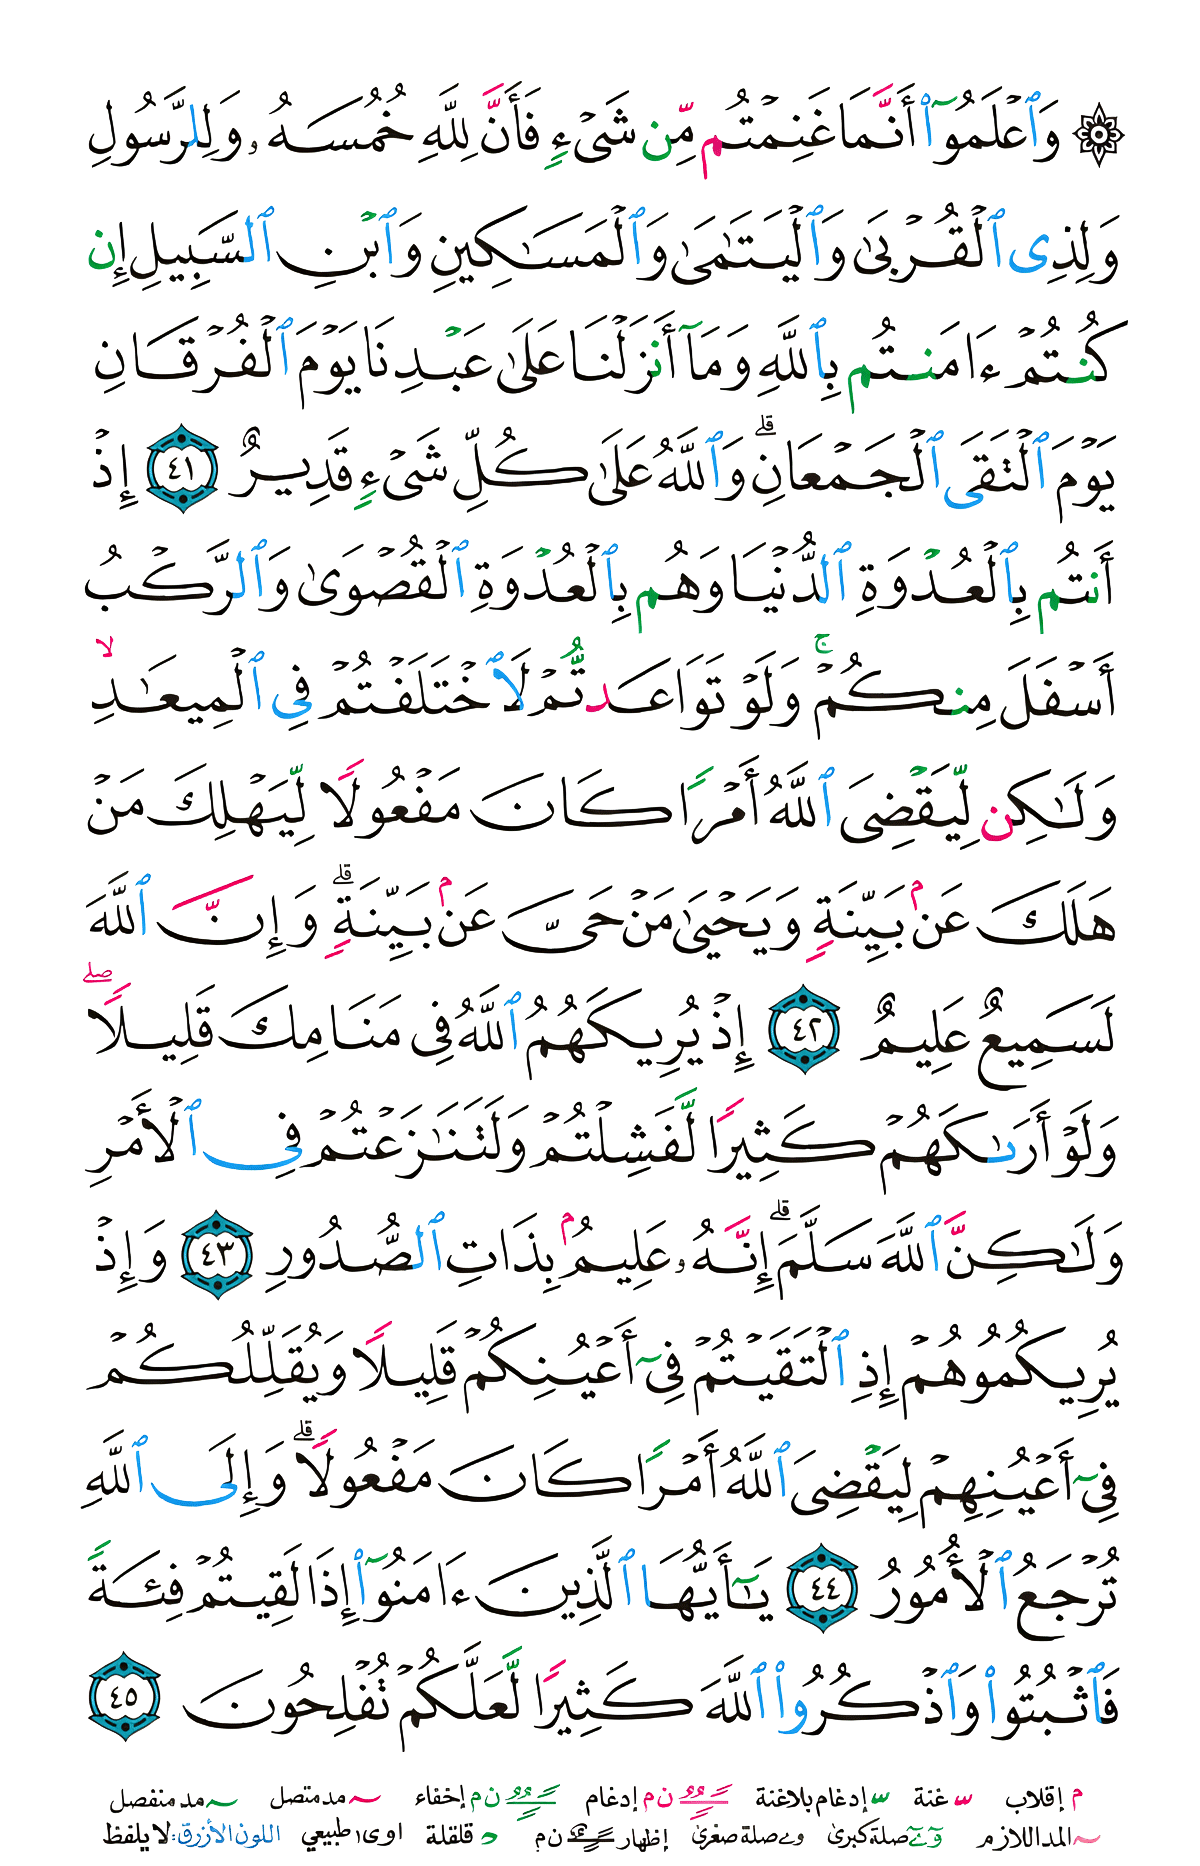 ۞ وَٱعۡلَمُوٓاْ أَنَّمَا غَنِمۡتُم مِّن شَيۡءٖ فَأَنَّ لِلَّهِ خُمُسَهُۥ وَلِلرَّسُولِ
وَلِذِي ٱلۡقُرۡبَىٰ وَٱلۡيَتَٰمَىٰ وَٱلۡمَسَٰكِينِ وَٱبۡنِ ٱلسَّبِيلِ إِن
كُنتُمۡ ءَامَنتُم بِٱللَّهِ وَمَآ أَنزَلۡنَا عَلَىٰ عَبۡدِنَا يَوۡمَ ٱلۡفُرۡقَانِ
يَوۡمَ ٱلۡتَقَى ٱلۡجَمۡعَانِۗ وَٱللَّهُ عَلَىٰ كُلِّ شَيۡءٖ قَدِيرٌ ٤١ إِذۡ
أَنتُم بِٱلۡعُدۡوَةِ ٱلدُّنۡيَا وَهُم بِٱلۡعُدۡوَةِ ٱلۡقُصۡوَىٰ وَٱلرَّكۡبُ
أَسۡفَلَ مِنكُمۡۚ وَلَوۡ تَوَاعَدتُّمۡ لَٱخۡتَلَفۡتُمۡ فِي ٱلۡمِيعَٰدِۙ
وَلَٰكِن لِّيَقۡضِيَ ٱللَّهُ أَمۡرٗا كَانَ مَفۡعُولٗا لِّيَهۡلِكَ مَنۡ
هَلَكَ عَنۢ بَيِّنَةٖ وَيَحۡيَىٰ مَنۡ حَيَّ عَنۢ بَيِّنَةٖۗ وَإِنَّ ٱللَّهَ
لَسَمِيعٌ عَلِيمٌ ٤٢ إِذۡ يُرِيكَهُمُ ٱللَّهُ فِي مَنَامِكَ قَلِيلٗاۖ
وَلَوۡ أَرَىٰكَهُمۡ كَثِيرٗا لَّفَشِلۡتُمۡ وَلَتَنَٰزَعۡتُمۡ فِي ٱلۡأَمۡرِ
وَلَٰكِنَّ ٱللَّهَ سَلَّمَۗ إِنَّهُۥ عَلِيمُۢ بِذَاتِ ٱلصُّدُورِ ٤٣ وَإِذۡ
يُرِيكُمُوهُمۡ إِذِ ٱلۡتَقَيۡتُمۡ فِيٓ أَعۡيُنِكُمۡ قَلِيلٗا وَيُقَلِّلُكُمۡ
فِيٓ أَعۡيُنِهِمۡ لِيَقۡضِيَ ٱللَّهُ أَمۡرٗا كَانَ مَفۡعُولٗاۗ وَإِلَى ٱللَّهِ
تُرۡجَعُ ٱلۡأُمُورُ ٤٤ يَٰٓأَيُّهَا ٱلَّذِينَ ءَامَنُوٓاْ إِذَا لَقِيتُمۡ فِئَةٗ
فَٱثۡبُتُواْ وَٱذۡكُرُواْ ٱللَّهَ كَثِيرٗا لَّعَلَّكُمۡ تُفۡلِحُونَ ٤٥
م إقلاب ـّ غنة ـّ إدغام بلاغنة ن م إدغام ن م إخفاء ~ مد متصل ~ مد منفصل
~ المد اللازم وٓ ےٓ صلة كبرى و ے صلة صغرى إظهار ن م د قلقلة ا و ى طبيعي اللون الأزرق: لا يلفظ